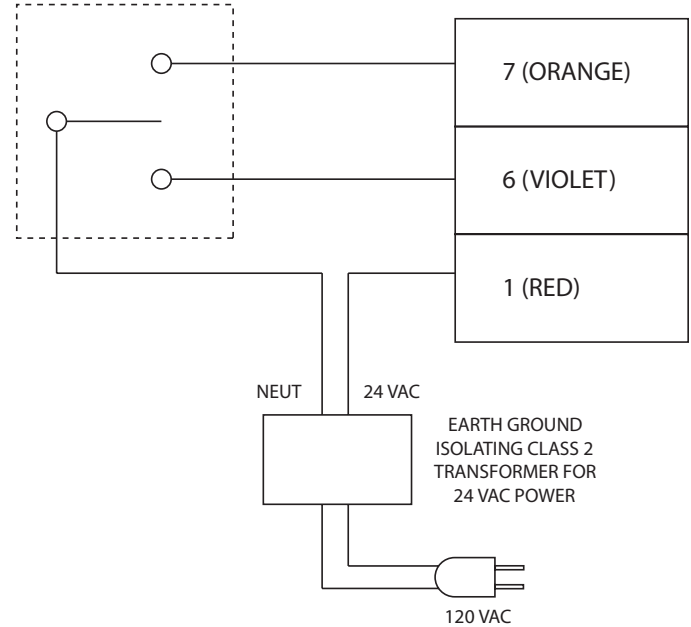 7 (ORANGE)
6 (VIOLET)
1 (RED)
NEUT
24 VAC
EARTH GROUND
ISOLATING CLASS 2
TRANSFORMER FOR
24 VAC POWER
120 VAC